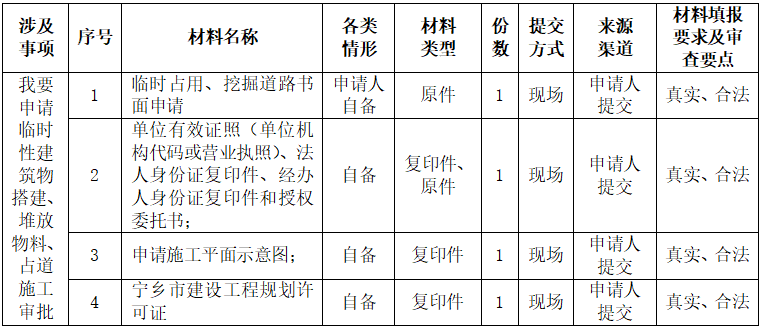 涉及
事项
序号
材料名称
各类
情形
材料
类型
份
数
提交
方式
来源
渠道
材料填报
要求及审
查要点
我要
申请
临时
性建
筑物
搭建、
堆放
物料、
占道
施工
审批
1
临时占用、挖掘道路书
面申请
申请人
自备
原件
1
现场
申请人
提交
真实、合法
2
单位有效证照（单位机
构代码或营业执照)、法
人身份证复印件、经办
人身份证复印件和授权
委托书；
自备
复印件、
原件
1
现场
申请人
提交
真实、合法
3
申请施工平面示意图；
自备
复印件
1
现场
申请人
提交
真实、合法
4
宁乡市建设工程规划许
可证
自备
复印件
1
现场
申请人
提交
真实、合法